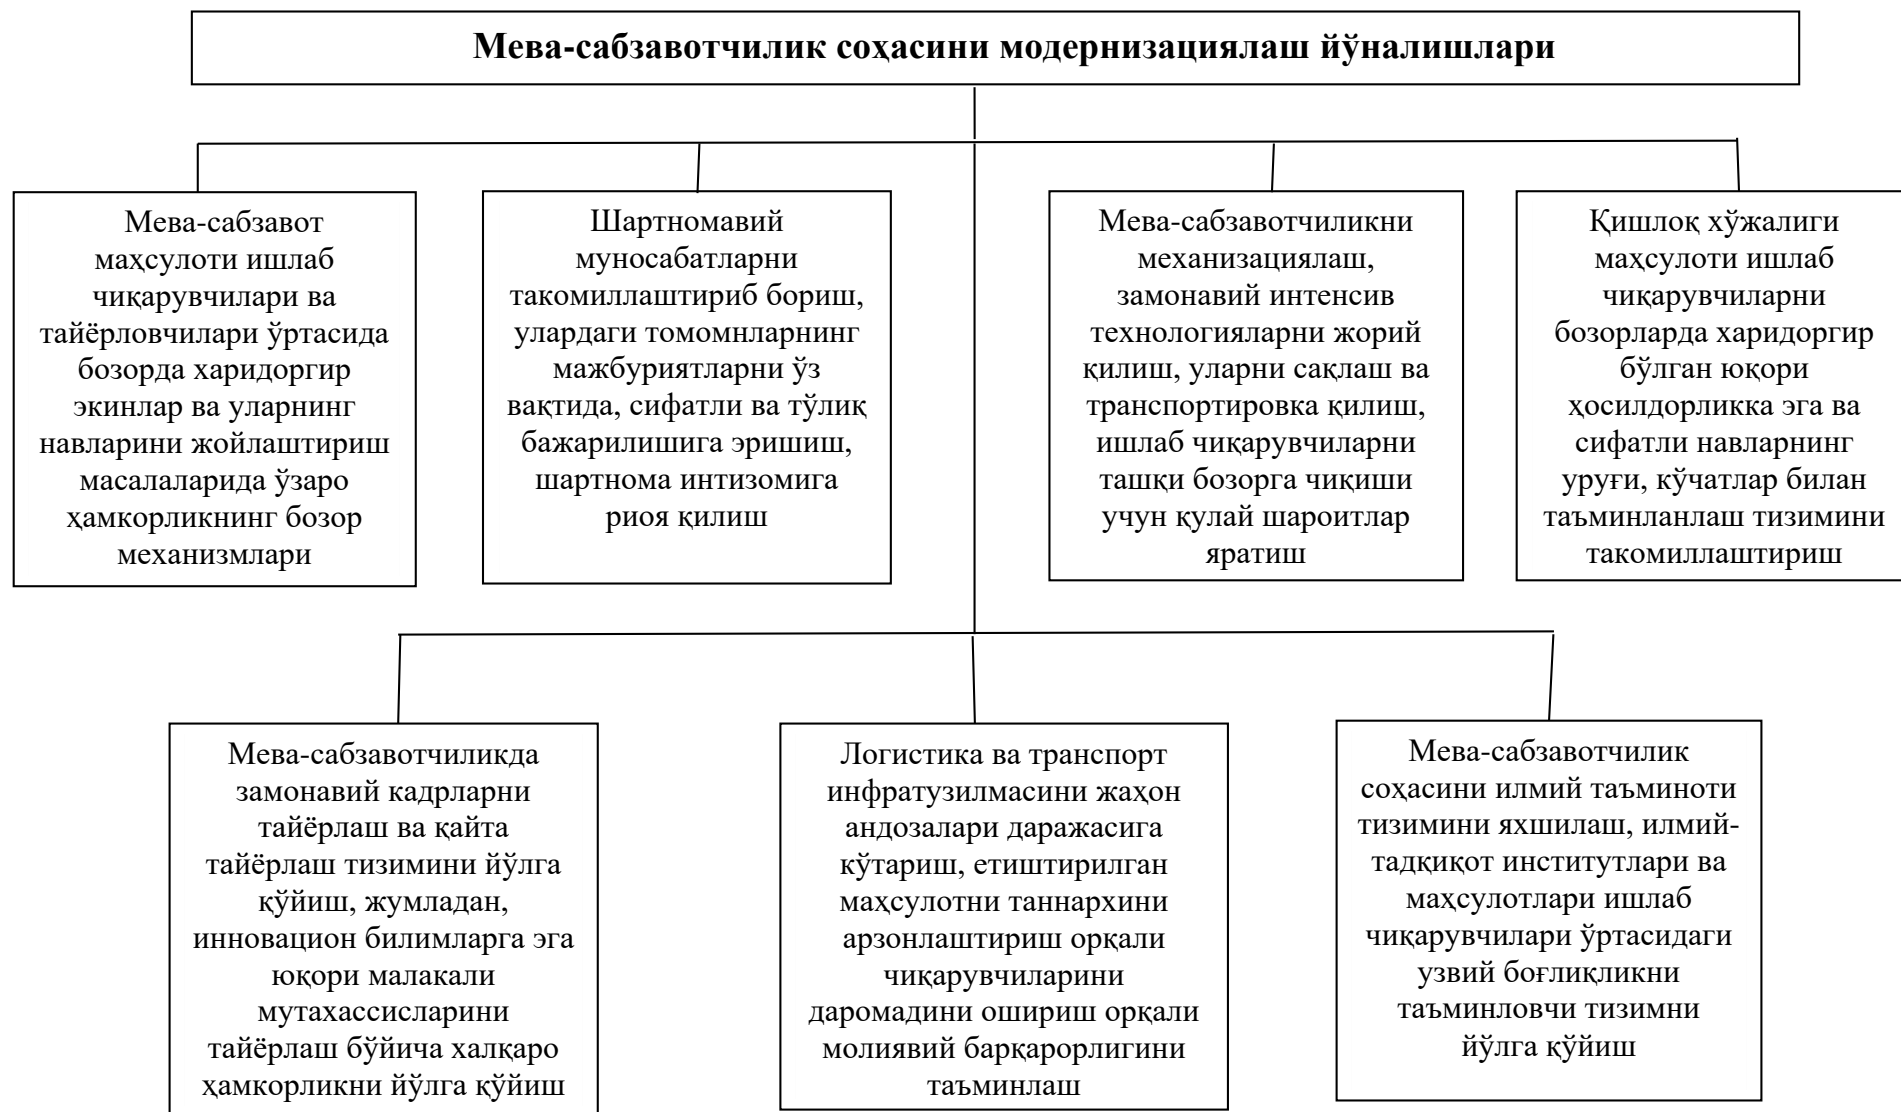 Мева-сабзавотчилик соҳасини модернизациялаш йўналишлари
Мева-сабзавот
маҳсулоти ишлаб
чиқарувчилари ва
тайёрловчилари ўртасида
бозорда харидоргир
экинлар ва уларнинг
навларини жойлаштириш
масалаларида ўзаро
ҳамкорликнинг бозор
механизмлари
Шартномавий
муносабатларни
такомиллаштириб бориш,
улардаги томомнларнинг
мажбуриятларни ўз
вақтида, сифатли ва тўлиқ
бажарилишига эришиш,
шартнома интизомига
риоя қилиш
Мева-сабзавотчиликни
механизациялаш,
замонавий интенсив
технологияларни жорий
қилиш, уларни сақлаш ва
транспортировка қилиш,
ишлаб чиқарувчиларни
ташқи бозорга чиқиши
учун қулай шароитлар
яратиш
Қишлоқ хўжалиги
маҳсулоти ишлаб
чиқарувчиларни
бозорларда харидоргир
бўлган юқори
ҳосилдорликка эга ва
сифатли навларнинг
уруғи, кўчатлар билан
таъминланлаш тизимини
такомиллаштириш
Мева-сабзавотчиликда
замонавий кадрларни
тайёрлаш ва қайта
тайёрлаш тизимини йўлга
қўйиш, жумладан,
инновацион билимларга эга
юқори малакали
мутахассисларини
тайёрлаш бўйича халқаро
ҳамкорликни йўлга қўйиш
Логистика ва транспорт
инфратузилмасини жаҳон
андозалари даражасига
кўтариш, етиштирилган
маҳсулотни таннархини
арзонлаштириш орқали
чиқарувчиларини
даромадини ошириш орқали
молиявий барқарорлигини
таъминлаш
Мева-сабзавотчилик
соҳасини илмий таъминоти
тизимини яхшилаш, илмий-
тадқиқот институтлари ва
маҳсулотлари ишлаб
чиқарувчилари ўртасидаги
узвий боғлиқликни
таъминловчи тизимни
йўлга қўйиш